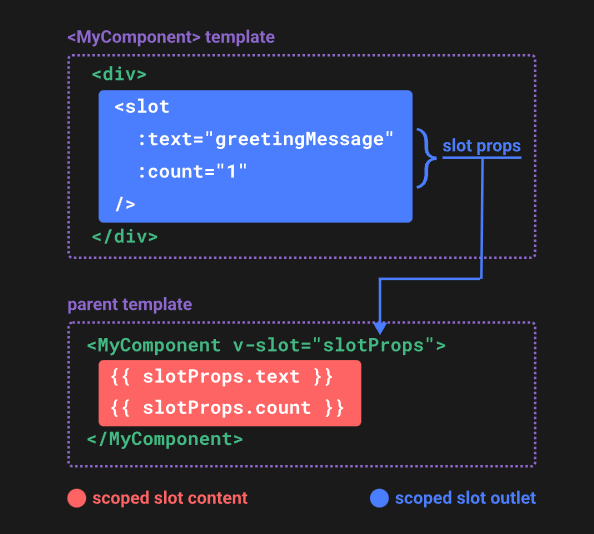 <MyComponent> template
<div>
<slot
:text="greetingMessage"
:count="1"
/>
</div>
slot props
parent template
<MyComponent v-slot="slotProps">
{{ slotProps.text }}
{{ slotProps.count }}
</MyComponent>
scoped slot content
scoped slot outlet